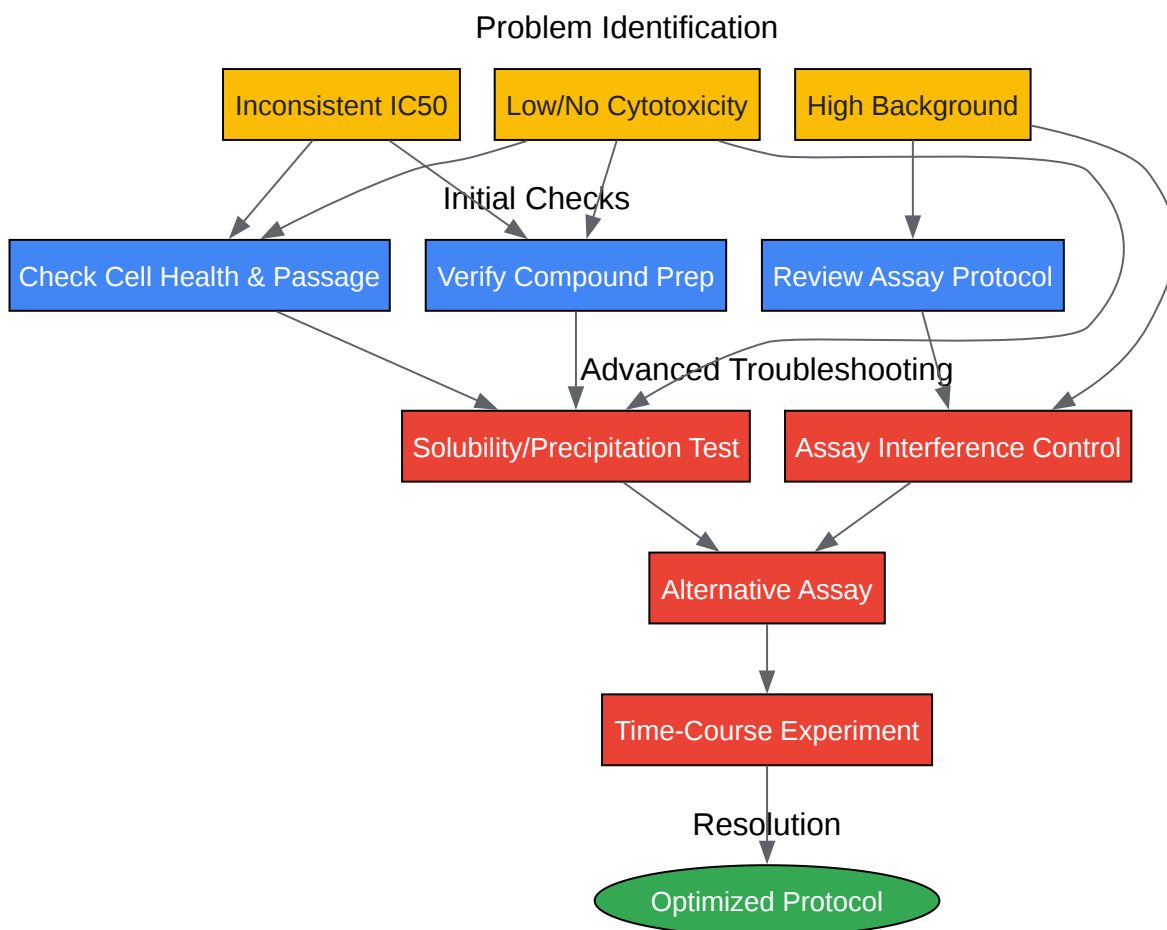 Problem Identification
Inconsistent IC50
Low/No Cytotoxicity
High Background
Initial Checks
Check Cell Health & Passage
Verify Compound Prep
Review Assay Protocol
Advanced Troubleshooting
Solubility/Precipitation Test
Assay Interference Control
Alternative Assay
Time-Course Experiment
Resolution
Optimized Protocol